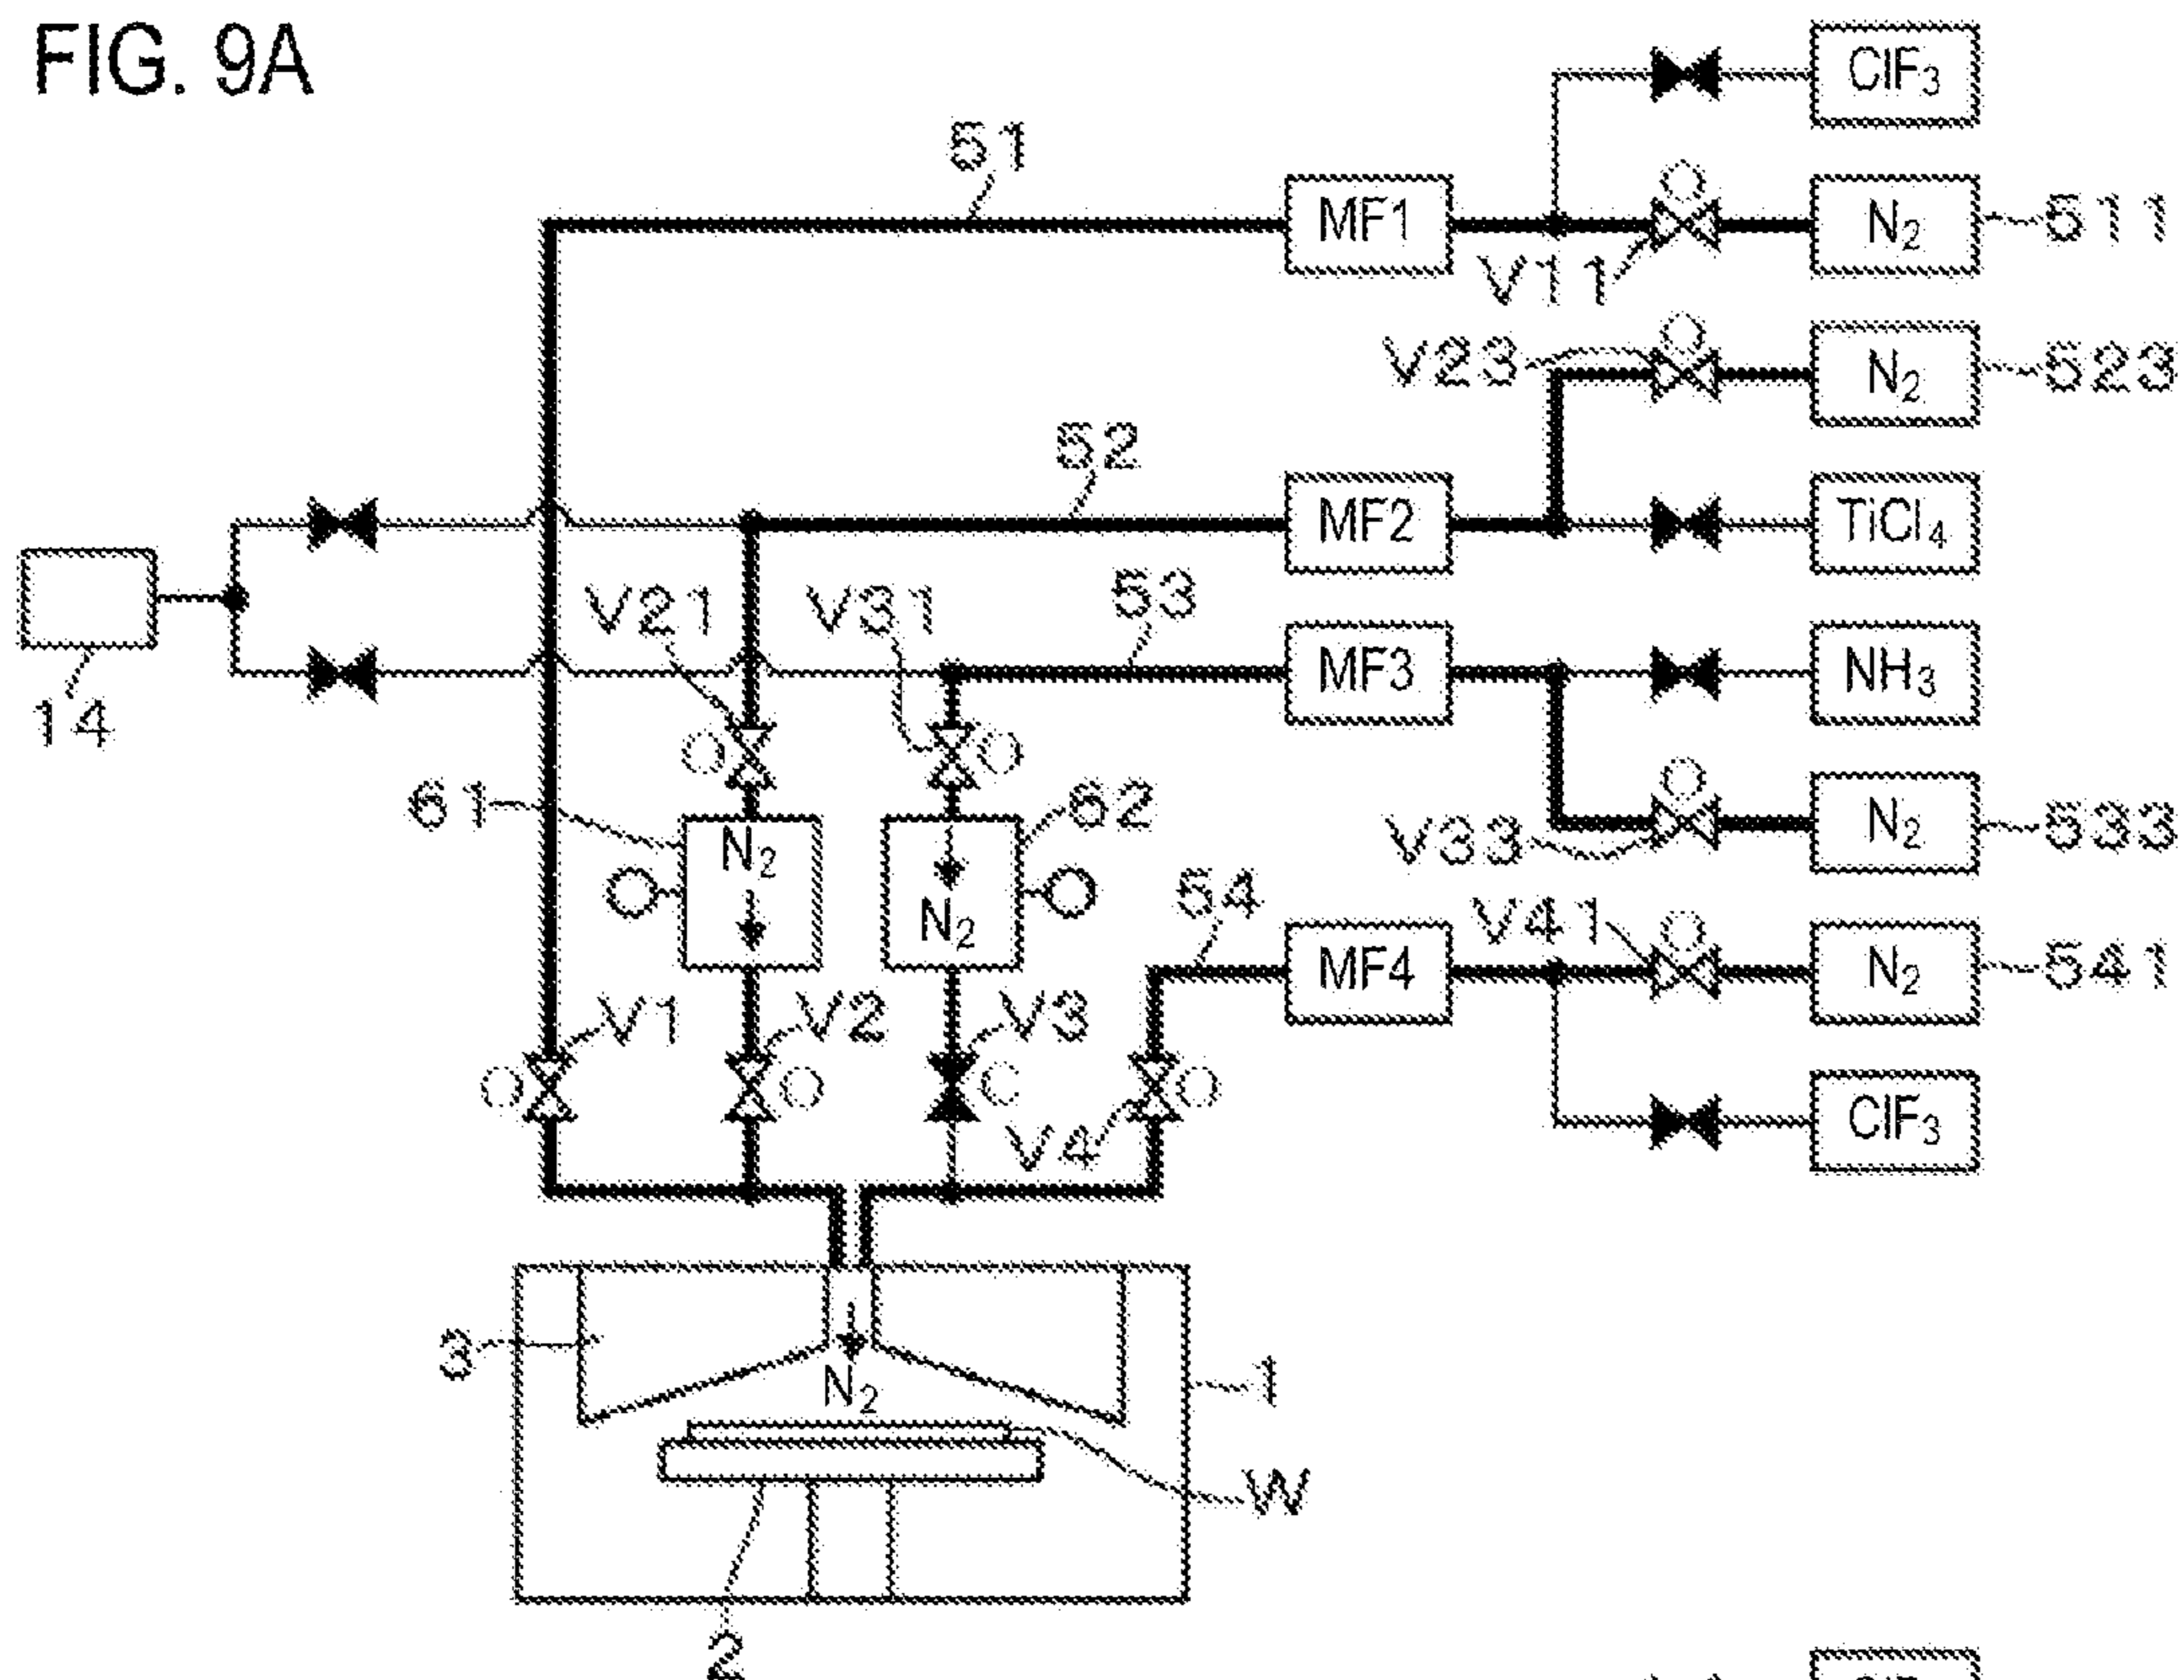 FIG. 9A
ClF₃
51
MF1
N₂
511
V11
V23
N₂
523
52
MF2
TiCl₄
V21
V31
53
MF3
NH₃
14
61
N₂
62
N₂
V33
N₂
533
54
V41
MF4
N₂
541
V1
V2
V3
O
O
O
O
O
O
O
O
C
O
V4
ClF₃
3
N₂
1
W
2